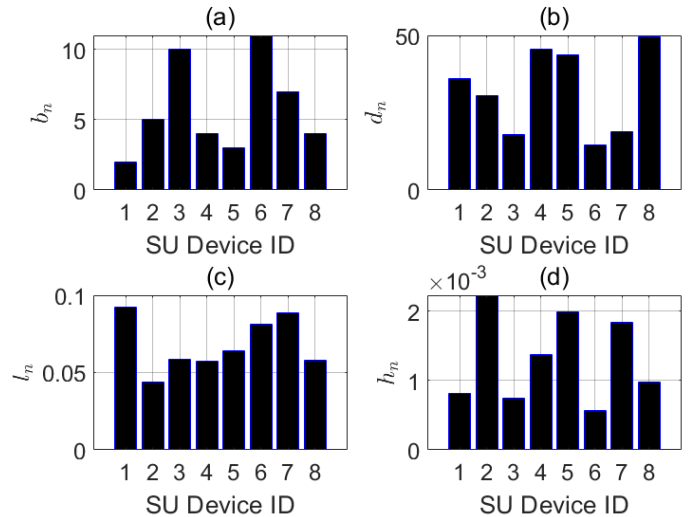 (a)
10
5
0
b_n
1 2 3 4 5 6 7 8
SU Device ID
(b)
50
0
d_n
1 2 3 4 5 6 7 8
SU Device ID
(c)
0.1
0.05
0
l_n
1 2 3 4 5 6 7 8
SU Device ID
(d)
×10⁻³
2
1
0
h_n
1 2 3 4 5 6 7 8
SU Device ID